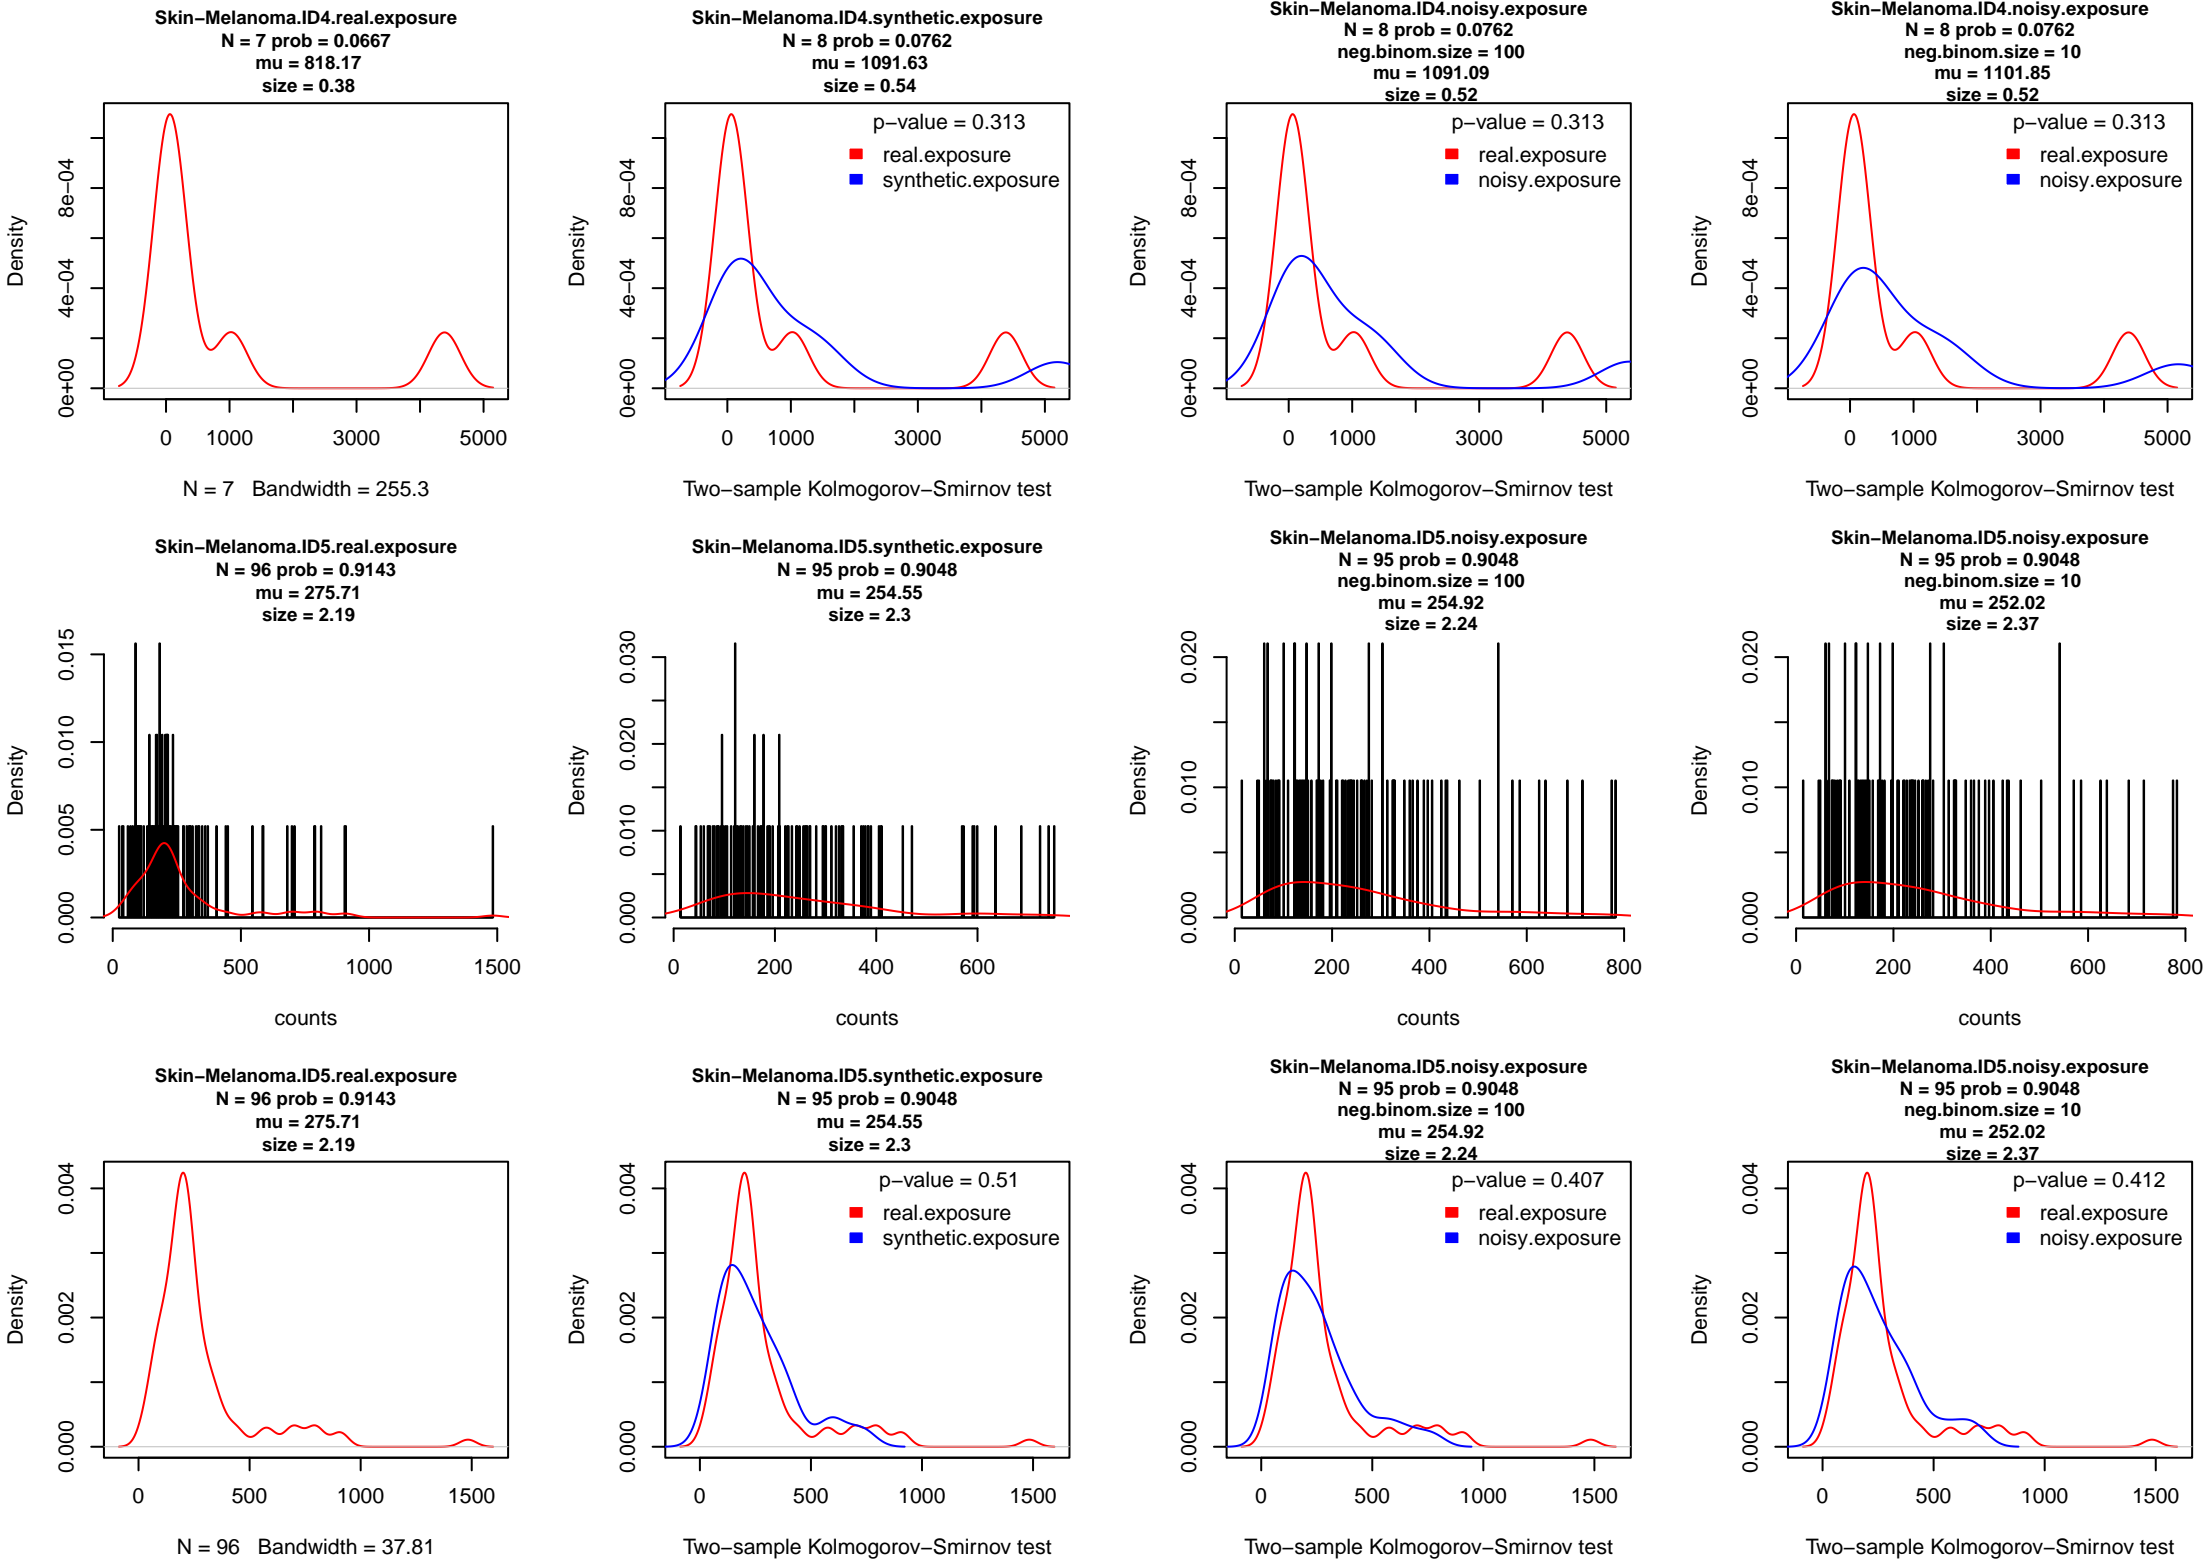 Skin−Melanoma.ID4.real.exposure
N = 7 prob = 0.0667
mu = 818.17
size = 0.38
Density
0e+00 4e−04 8e−04
0 1000 3000 5000
N = 7 Bandwidth = 255.3
Skin−Melanoma.ID4.synthetic.exposure
N = 8 prob = 0.0762
mu = 1091.63
size = 0.54
p−value = 0.313
real.exposure
synthetic.exposure
Density
0e+00 4e−04 8e−04
0 1000 3000 5000
Two−sample Kolmogorov−Smirnov test
Skin−Melanoma.ID4.noisy.exposure
N = 8 prob = 0.0762
neg.binom.size = 100
mu = 1091.09
size = 0.52
p−value = 0.313
real.exposure
noisy.exposure
Density
0e+00 4e−04 8e−04
0 1000 3000 5000
Two−sample Kolmogorov−Smirnov test
Skin−Melanoma.ID4.noisy.exposure
N = 8 prob = 0.0762
neg.binom.size = 10
mu = 1101.85
size = 0.52
p−value = 0.313
real.exposure
noisy.exposure
Density
0e+00 4e−04 8e−04
0 1000 3000 5000
Two−sample Kolmogorov−Smirnov test
Skin−Melanoma.ID5.real.exposure
N = 96 prob = 0.9143
mu = 275.71
size = 2.19
Density
0.000 0.005 0.010 0.015
0 500 1000 1500
counts
Skin−Melanoma.ID5.synthetic.exposure
N = 95 prob = 0.9048
mu = 254.55
size = 2.3
Density
0.000 0.010 0.020 0.030
0 200 400 600
counts
Skin−Melanoma.ID5.noisy.exposure
N = 95 prob = 0.9048
neg.binom.size = 100
mu = 254.92
size = 2.24
Density
0.000 0.010 0.020
0 200 400 600 800
counts
Skin−Melanoma.ID5.noisy.exposure
N = 95 prob = 0.9048
neg.binom.size = 10
mu = 252.02
size = 2.37
Density
0.000 0.010 0.020
0 200 400 600 800
counts
Skin−Melanoma.ID5.real.exposure
N = 96 prob = 0.9143
mu = 275.71
size = 2.19
Density
0.000 0.002 0.004
0 500 1000 1500
N = 96 Bandwidth = 37.81
Skin−Melanoma.ID5.synthetic.exposure
N = 95 prob = 0.9048
mu = 254.55
size = 2.3
p−value = 0.51
real.exposure
synthetic.exposure
Density
0.000 0.002 0.004
0 500 1000 1500
Two−sample Kolmogorov−Smirnov test
Skin−Melanoma.ID5.noisy.exposure
N = 95 prob = 0.9048
neg.binom.size = 100
mu = 254.92
size = 2.24
p−value = 0.407
real.exposure
noisy.exposure
Density
0.000 0.002 0.004
0 500 1000 1500
Two−sample Kolmogorov−Smirnov test
Skin−Melanoma.ID5.noisy.exposure
N = 95 prob = 0.9048
neg.binom.size = 10
mu = 252.02
size = 2.37
p−value = 0.412
real.exposure
noisy.exposure
Density
0.000 0.002 0.004
0 500 1000 1500
Two−sample Kolmogorov−Smirnov test